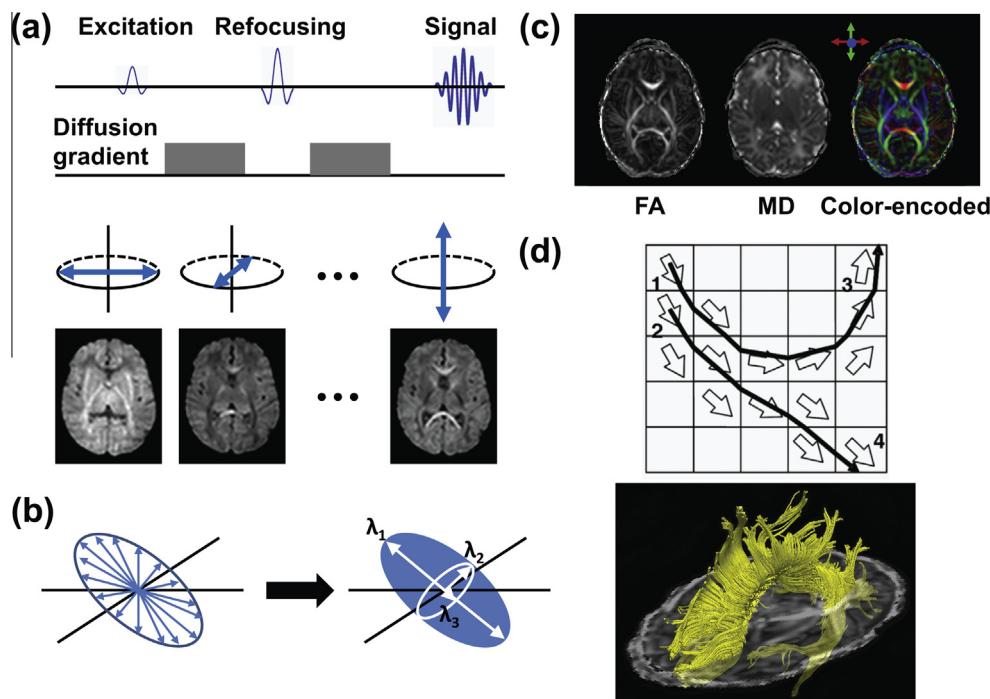 (a)
Excitation Refocusing Signal
Diffusion
gradient
(b)
λ1
λ2
λ3
(c)
FA MD Color-encoded
(d)
1
2
3
4